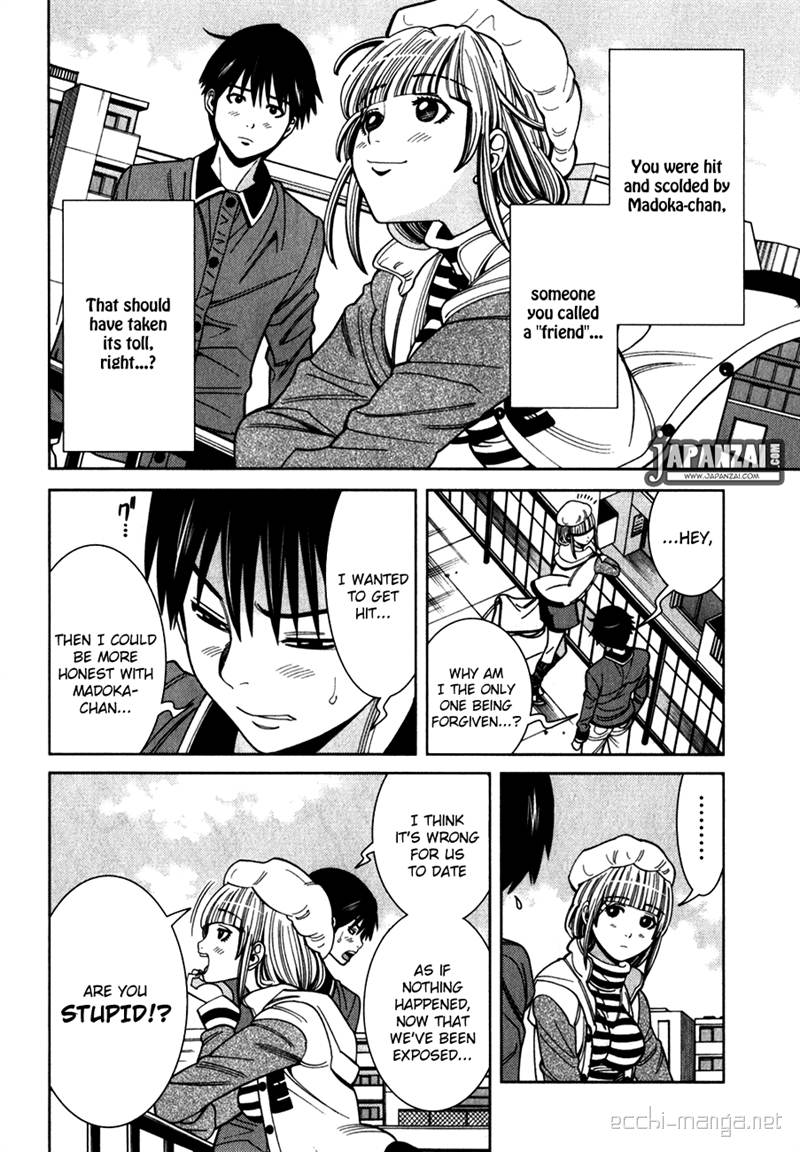 You were hit
and scolded by
Madoka-chan,
someone
you called
a "friend"...
That should
have taken
its toll,
right...?
JAPANZAI.COM
WWW.JAPANZAI.COM
...HEY,
WHY AM
I THE ONLY
ONE BEING
FORGIVEN...?
I WANTED
TO GET
HIT...
THEN I COULD
BE MORE
HONEST WITH
MADOKA-
CHAN...
グ...
.........
I THINK
IT'S WRONG
FOR US
TO DATE
AS IF
NOTHING
HAPPENED,
NOW THAT
WE'VE BEEN
EXPOSED...
ARE YOU
STUPID!?
ecchi-manga.net